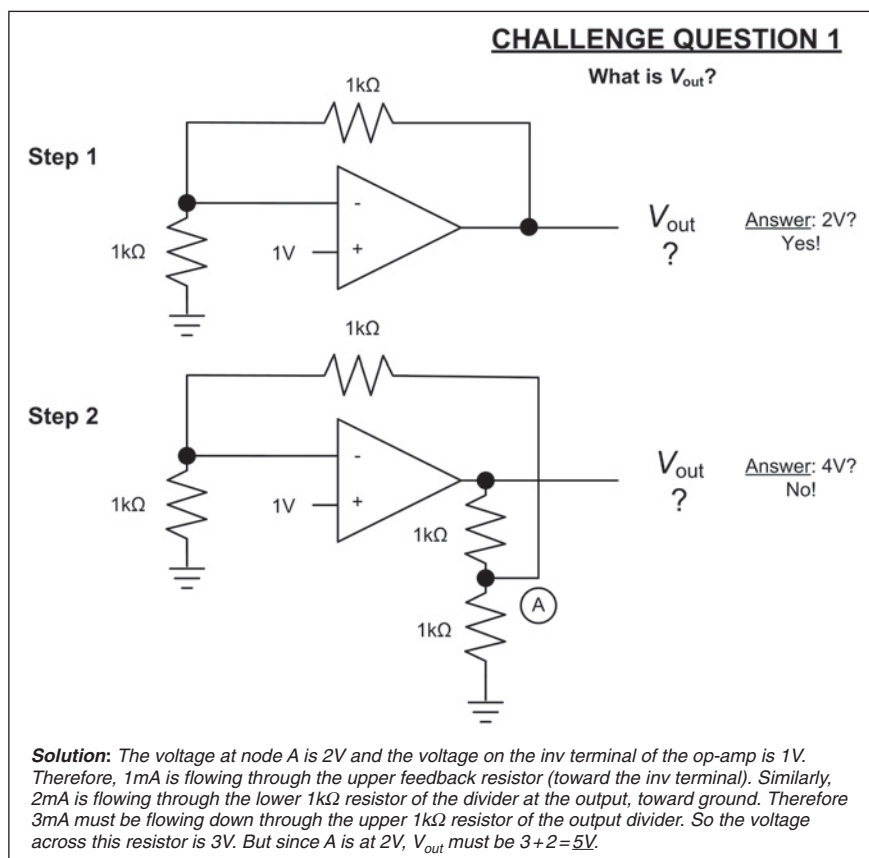 CHALLENGE QUESTION 1
What is Vout?
1kΩ
Step 1
-
1kΩ
1V
+
Vout
?
Answer: 2V?
Yes!
1kΩ
Step 2
-
1kΩ
1V
+
Vout
?
Answer: 4V?
No!
1kΩ
A
1kΩ
Solution: The voltage at node A is 2V and the voltage on the inv terminal of the op-amp is 1V.
Therefore, 1mA is flowing through the upper feedback resistor (toward the inv terminal). Similarly,
2mA is flowing through the lower 1kΩ resistor of the divider at the output, toward ground. Therefore
3mA must be flowing down through the upper 1kΩ resistor of the output divider. So the voltage
across this resistor is 3V. But since A is at 2V, Vout must be 3+2=5V.